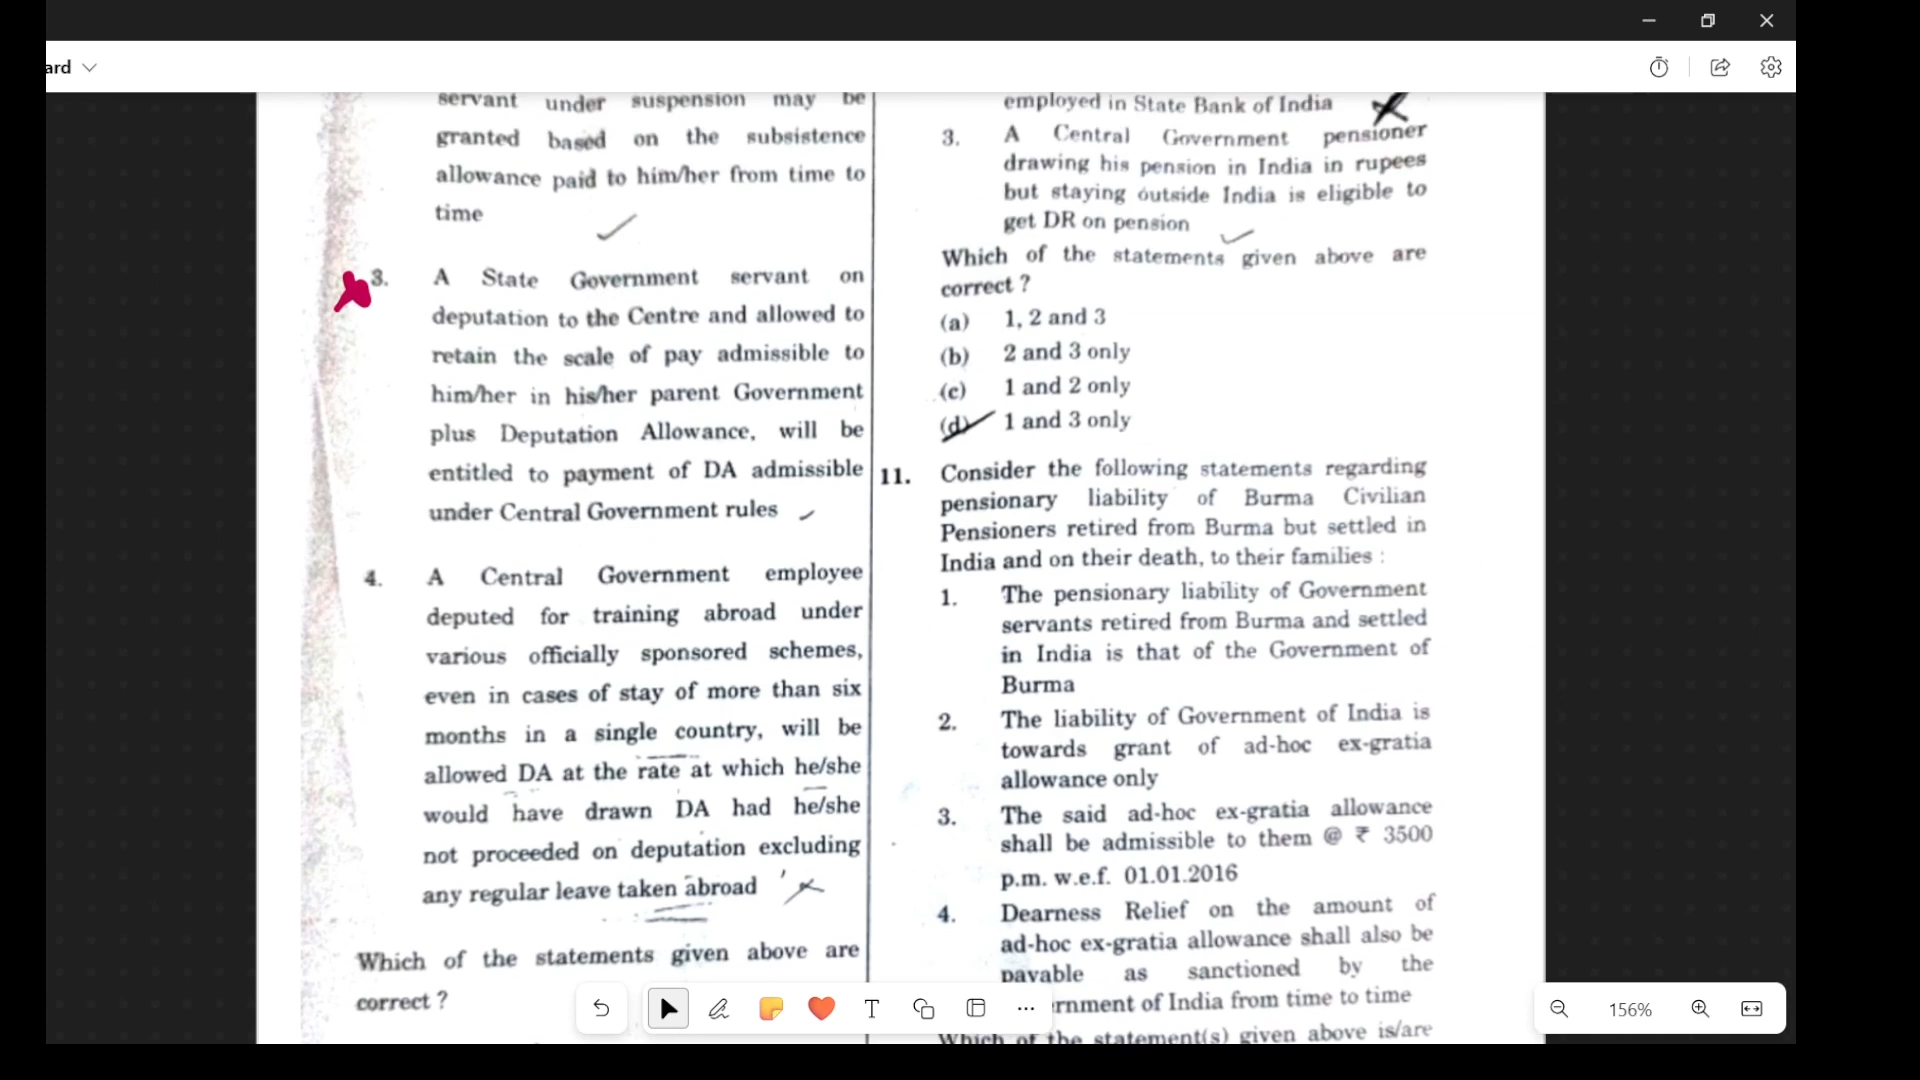 ard
servant under suspension may be
granted based on the subsistence
allowance paid to him/her from time to
time
3. A State Government servant on
deputation to the Centre and allowed to
retain the scale of pay admissible to
him/her in his/her parent Government
plus Deputation Allowance, will be
entitled to payment of DA admissible
under Central Government rules
4. A Central Government employee
deputed for training abroad under
various officially sponsored schemes,
even in cases of stay of more than six
months in a single country, will be
allowed DA at the rate at which he/she
would have drawn DA had he/she
not proceeded on deputation excluding
any regular leave taken abroad
Which of the statements given above are
correct ?
employed in State Bank of India
3. A Central Government pensioner
drawing his pension in India in rupees
but staying outside India is eligible to
get DR on pension
Which of the statements given above are
correct ?
(a) 1, 2 and 3
(b) 2 and 3 only
(c) 1 and 2 only
(d) 1 and 3 only
11. Consider the following statements regarding
pensionary liability of Burma Civilian
Pensioners retired from Burma but settled in
India and on their death, to their families :
1. The pensionary liability of Government
servants retired from Burma and settled
in India is that of the Government of
Burma
2. The liability of Government of India is
towards grant of ad-hoc ex-gratia
allowance only
3. The said ad-hoc ex-gratia allowance
shall be admissible to them @ ₹ 3500
p.m. w.e.f. 01.01.2016
4. Dearness Relief on the amount of
ad-hoc ex-gratia allowance shall also be
payable as sanctioned by the
ernment of India from time to time
Which of the statement(s) given above is/are
T
156%